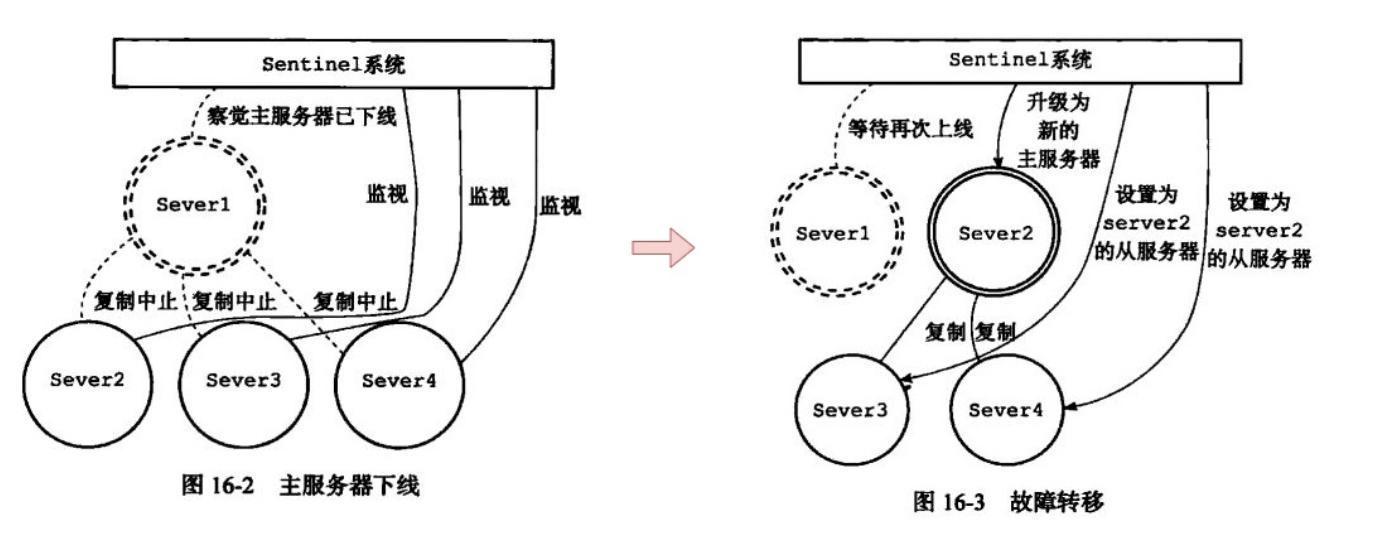 Sentinel系统
察觉主服务器已下线
Sever1
监视
监视
监视
复制中止
复制中止
复制中止
Sever2
Sever3
Sever4
图 16-2 主服务器下线
Sentinel系统
等待再次上线
升级为
新的
主服务器
Sever1
Sever2
设置为
server2
的从服务器
设置为
server2
的从服务器
复制
复制
Sever3
Sever4
图 16-3 故障转移